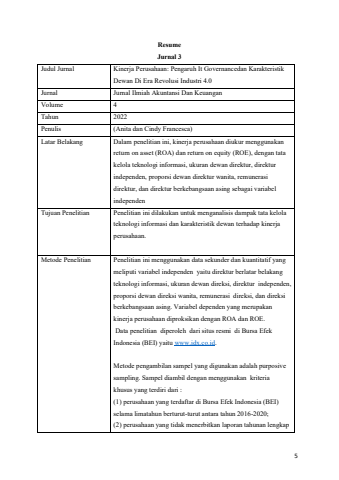 Resume
Jurnal 3
Judul Jurnal
Kinerja Perusahaan: Pengaruh It Governancedan Karakteristik
Dewan Di Era Revolusi Industri 4.0
Jurnal
Jurnal Ilmiah Akuntansi Dan Keuangan
Volume
4
Tahun
2022
Penulis
(Anita dan Cindy Francesca)
Latar Belakang
Dalam penelitian ini, kinerja perusahaan diukur menggunakan
return on asset (ROA) dan return on equity (ROE), dengan tata
kelola teknologi informasi, ukuran dewan direktur, direktur
independen, proporsi dewan direktur wanita, remunerasi
direktur, dan direktur berkebangsaan asing sebagai variabel
independen
Tujuan Penelitian
Penelitian ini dilakukan untuk menganalisis dampak tata kelola
teknologi informasi dan karakteristik dewan terhadap kinerja
perusahaan.
Metode Penelitian
Penelitian ini menggunakan data sekunder dan kuantitatif yang
meliputi variabel independen yaitu direktur berlatar belakang
teknologi informasi, ukuran dewan direksi, direktur independen,
proporsi dewan direksi wanita, remunerasi direksi, dan direksi
berkebangsaan asing. Variabel dependen yang merupakan
kinerja perusahaan diproksikan dengan ROA dan ROE.
Data penelitian diperoleh dari situs resmi di Bursa Efek
Indonesia (BEI) yaitu www.idx.co.id.
Metode pengambilan sampel yang digunakan adalah purposive
sampling. Sampel diambil dengan menggunakan kriteria
khusus yang terdiri dari :
(1) perusahaan yang terdaftar di Bursa Efek Indonesia (BEI)
selama limatahun berturut-turut antara tahun 2016-2020;
(2) perusahaan yang tidak menerbitkan laporan tahunan lengkap
5